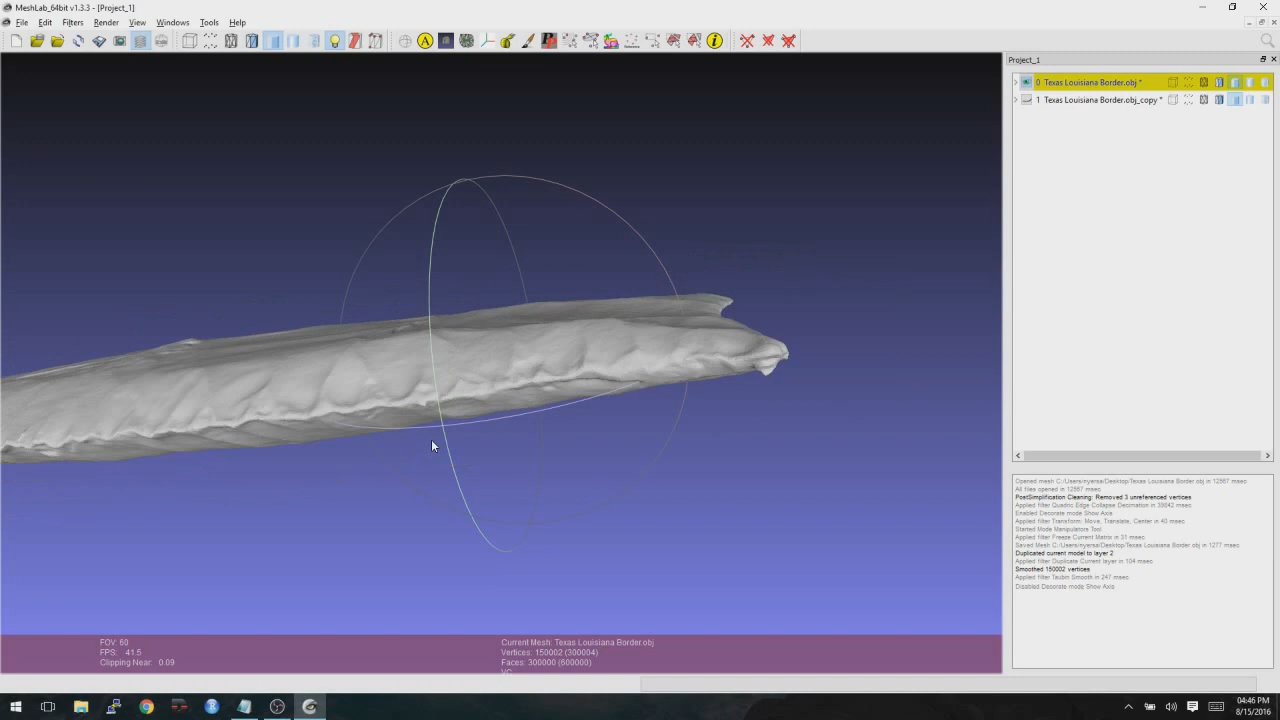 MeshLab_64bit v1.3.3 - [Project_1]
File Edit Filters Render View Windows Tools Help
Project_1
0 Texas Louisiana Border.obj *
1 Texas Louisiana Border.obj_copy *
Opened mesh C:/Users/nyersa/Desktop/Texas Louisiana Border.obj in 12567 msec
All files opened in 12567 msec
PostSimplification Cleaning: Removed 3 unreferenced vertices
Applied filter Quadric Edge Collapse Decimation in 39842 msec
Enabled Decorate mode Show Axis
Applied filter Transform: Move, Translate, Center in 40 msec
Started Mode Manipulators Tool
Applied filter Freeze Current Matrix in 31 msec
Saved Mesh C:/Users/nyersa/Desktop/Texas Louisiana Border.obj in 1277 msec
Duplicated current model to layer 2
Applied filter Duplicate Current layer in 104 msec
Smoothed 150002 vertices
Applied filter Taubin Smooth in 247 msec
Disabled Decorate mode Show Axis
FOV: 60
FPS: 41.5
Clipping Near: 0.09
Current Mesh: Texas Louisiana Border.obj
Vertices: 150002 (300004)
Faces: 300000 (600000)
VC
04:46 PM
8/15/2016